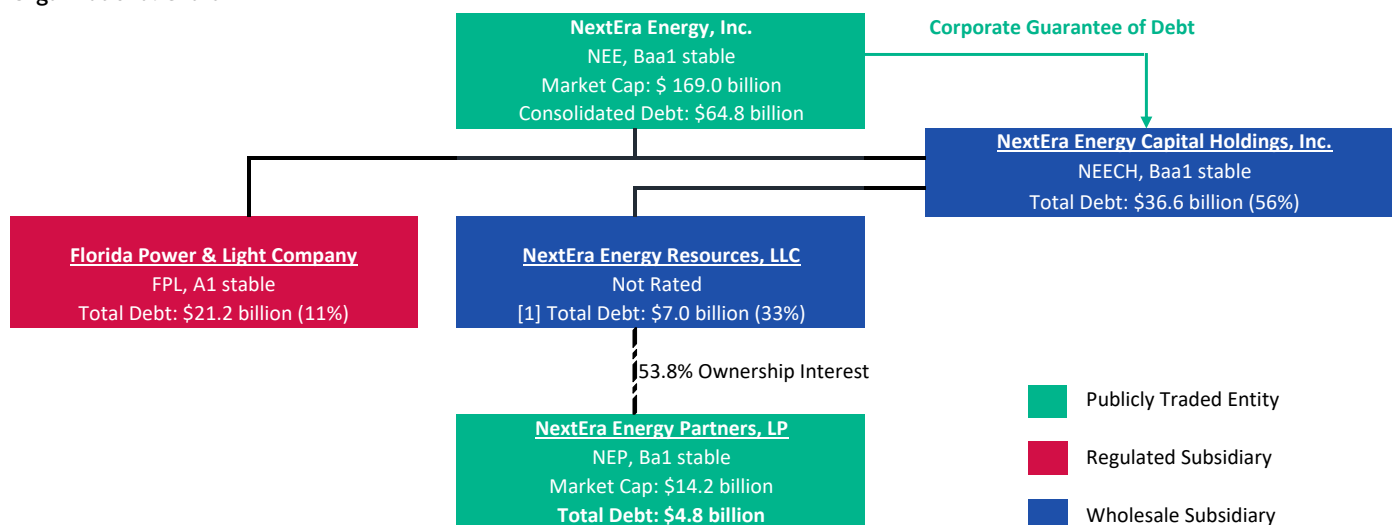 NextEra Energy, Inc.
NEE, Baa1 stable
Market Cap: $ 169.0 billion
Consolidated Debt: $64.8 billion
Corporate Guarantee of Debt
NextEra Energy Capital Holdings, Inc.
NEECH, Baa1 stable
Total Debt: $36.6 billion (56%)
Florida Power & Light Company
FPL, A1 stable
Total Debt: $21.2 billion (11%)
NextEra Energy Resources, LLC
Not Rated
[1] Total Debt: $7.0 billion (33%)
53.8% Ownership Interest
NextEra Energy Partners, LP
NEP, Ba1 stable
Market Cap: $14.2 billion
Total Debt: $4.8 billion
Publicly Traded Entity
Regulated Subsidiary
Wholesale Subsidiary